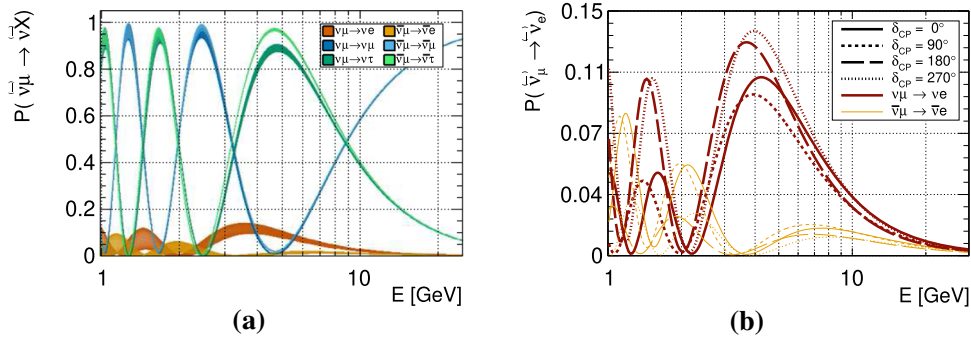 P( ν⃡μ → νX)
1
0.8
0.6
0.4
0.2
0
νμ→νe ν̅μ→ν̅e
νμ→νμ ν̅μ→ν̅μ
νμ→ντ ν̅μ→ν̅τ
1 10
E [GeV]
(a)
P( ν⃡μ → ν⃡e)
0.15
0.11
0.07
0.04
0
δCP = 0°
δCP = 90°
δCP = 180°
δCP = 270°
νμ → νe
ν̅μ → ν̅e
1 10
E [GeV]
(b)